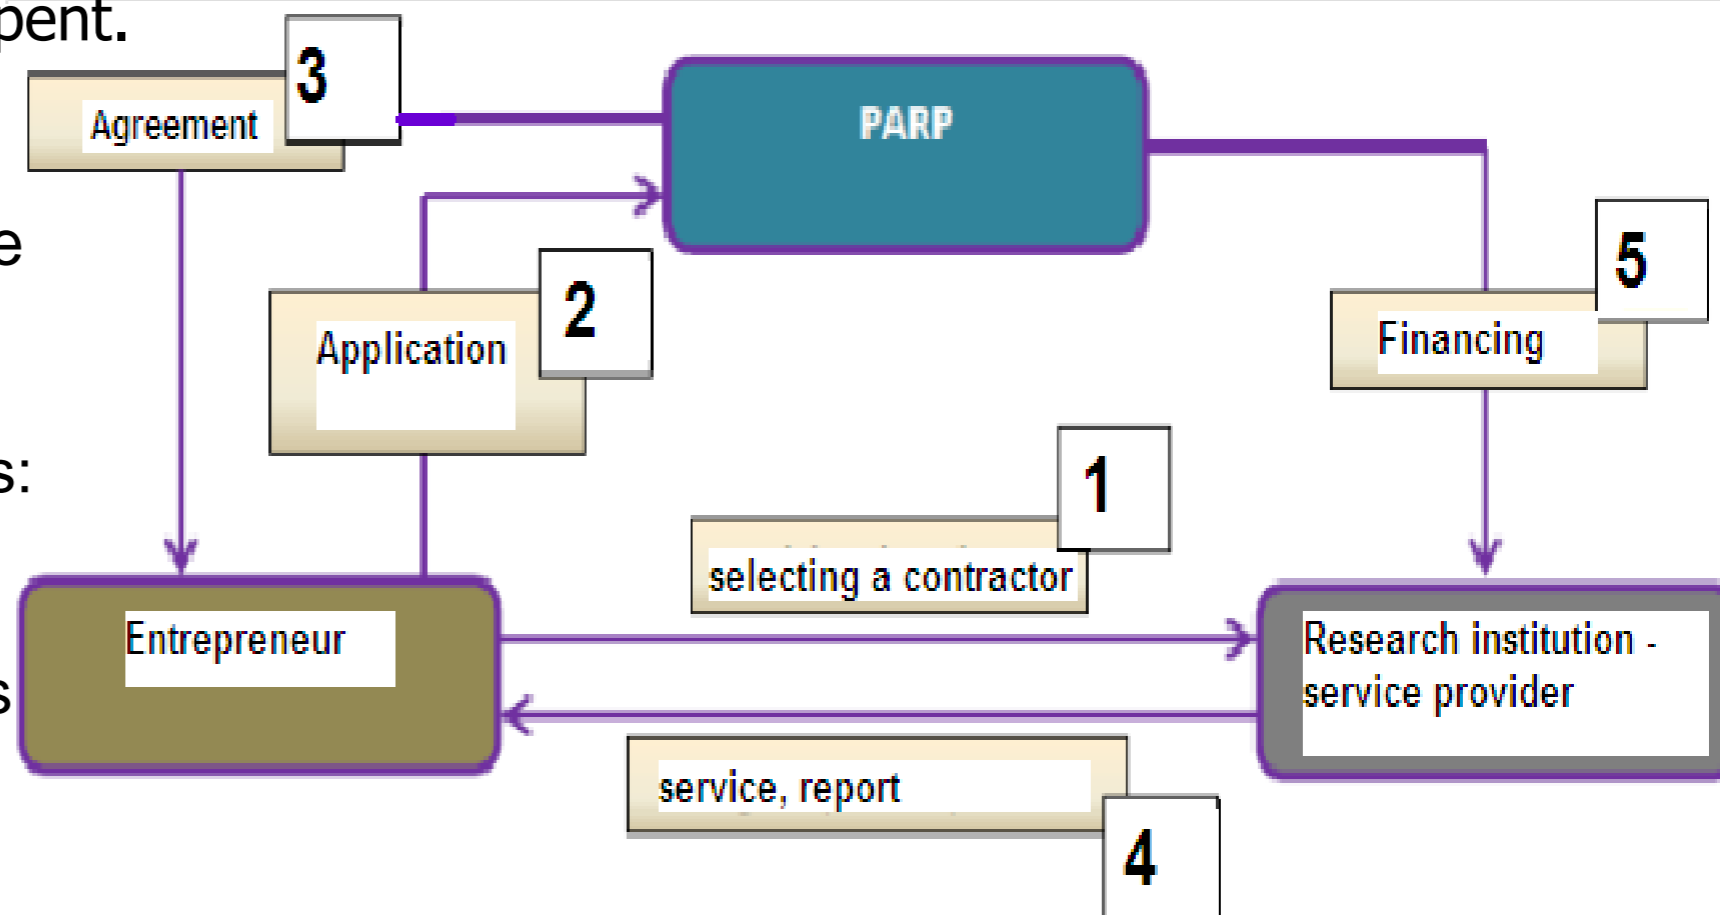 pent.
3
Agreement
PARP
e
2
Application
5
Financing
s:
1
selecting a contractor
Entrepreneur
Research institution -
service provider
s
service, report
4